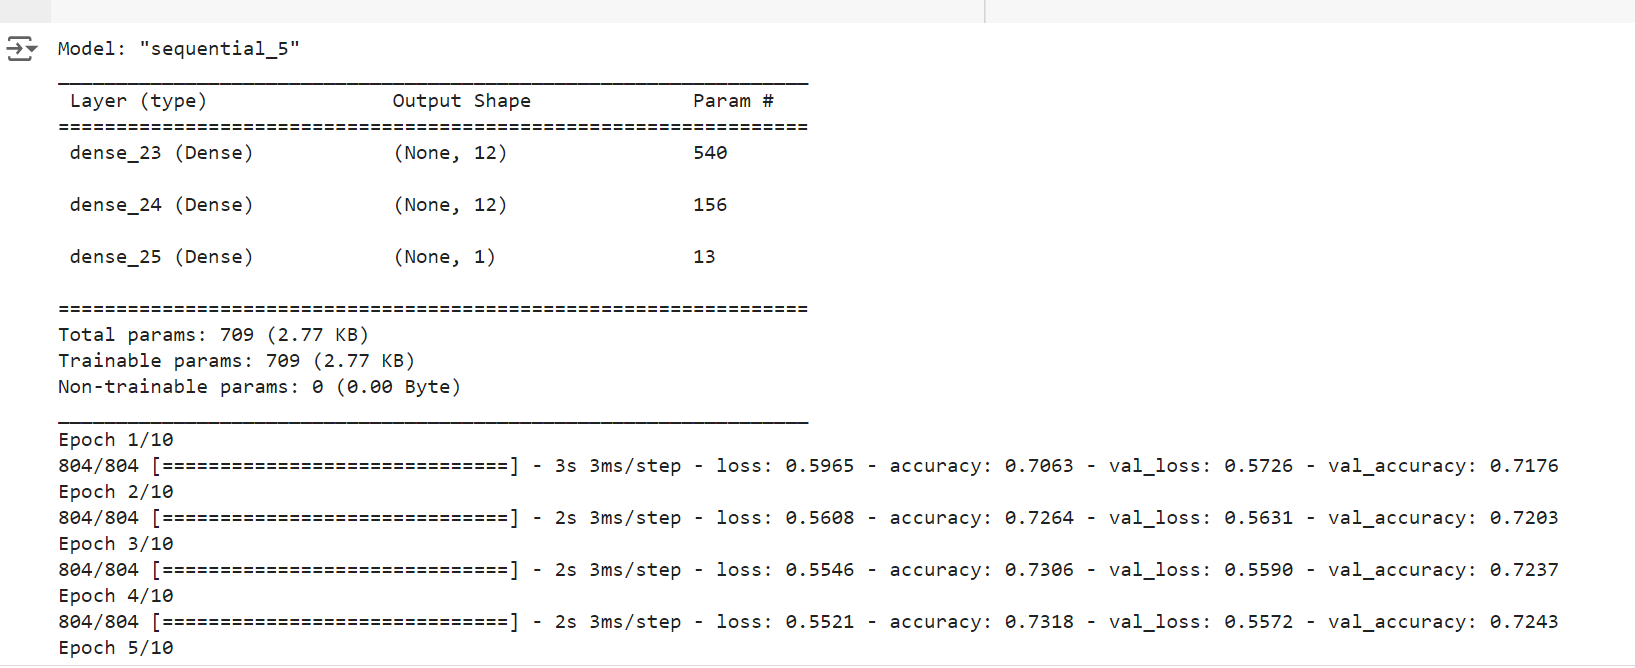 Model: "sequential_5"
_________________________________________________________________
Layer (type) Output Shape Param #
=================================================================
dense_23 (Dense) (None, 12) 540
dense_24 (Dense) (None, 12) 156
dense_25 (Dense) (None, 1) 13
=================================================================
Total params: 709 (2.77 KB)
Trainable params: 709 (2.77 KB)
Non-trainable params: 0 (0.00 Byte)
_________________________________________________________________
Epoch 1/10
804/804 [==============================] - 3s 3ms/step - loss: 0.5965 - accuracy: 0.7063 - val_loss: 0.5726 - val_accuracy: 0.7176
Epoch 2/10
804/804 [==============================] - 2s 3ms/step - loss: 0.5608 - accuracy: 0.7264 - val_loss: 0.5631 - val_accuracy: 0.7203
Epoch 3/10
804/804 [==============================] - 2s 3ms/step - loss: 0.5546 - accuracy: 0.7306 - val_loss: 0.5590 - val_accuracy: 0.7237
Epoch 4/10
804/804 [==============================] - 2s 3ms/step - loss: 0.5521 - accuracy: 0.7318 - val_loss: 0.5572 - val_accuracy: 0.7243
Epoch 5/10